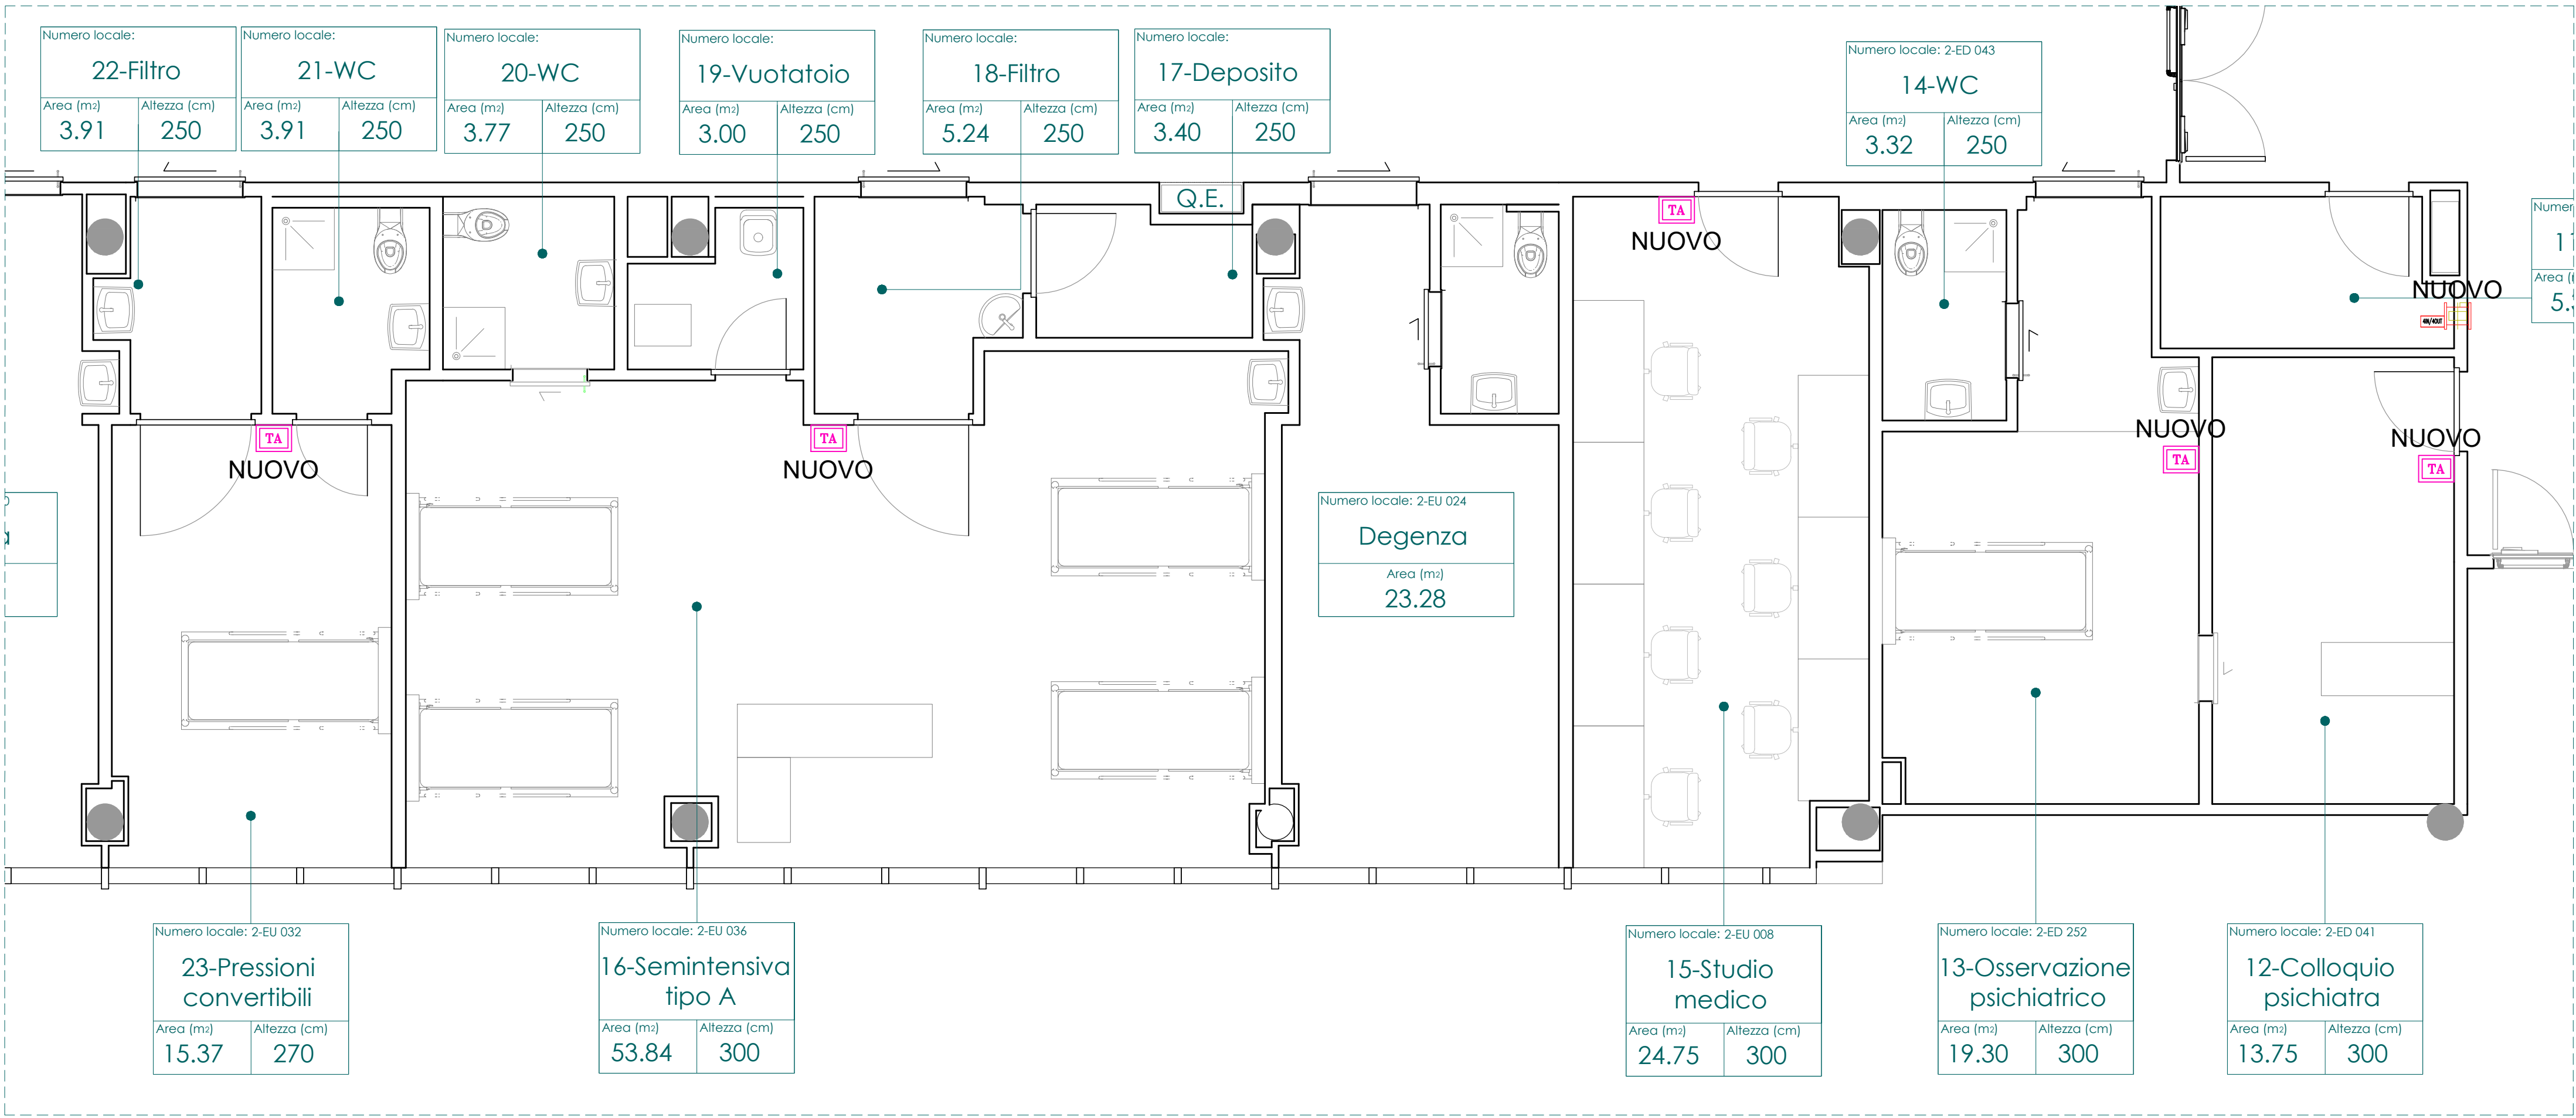 Numero locale:
22-Filtro
Area (m2) Altezza (cm)
3.91 250
Numero locale:
21-WC
Area (m2) Altezza (cm)
3.91 250
Numero locale:
20-WC
Area (m2) Altezza (cm)
3.77 250
Numero locale:
19-Vuotatoio
Area (m2) Altezza (cm)
3.00 250
Numero locale:
18-Filtro
Area (m2) Altezza (cm)
5.24 250
Numero locale:
17-Deposito
Area (m2) Altezza (cm)
3.40 250
Numero locale: 2-ED 043
14-WC
Area (m2) Altezza (cm)
3.32 250
Q.E.
TA
NUOVO
NUOVO
4IN/4OUT
TA
NUOVO
TA
NUOVO
NUOVO
TA
NUOVO
TA
Numero locale: 2-EU 024
Degenza
Area (m2)
23.28
Numero locale: 2-EU 032
23-Pressioni
convertibili
Area (m2) Altezza (cm)
15.37 270
Numero locale: 2-EU 036
16-Semintensiva
tipo A
Area (m2) Altezza (cm)
53.84 300
Numero locale: 2-EU 008
15-Studio
medico
Area (m2) Altezza (cm)
24.75 300
Numero locale: 2-ED 252
13-Osservazione
psichiatrico
Area (m2) Altezza (cm)
19.30 300
Numero locale: 2-ED 041
12-Colloquio
psichiatra
Area (m2) Altezza (cm)
13.75 300